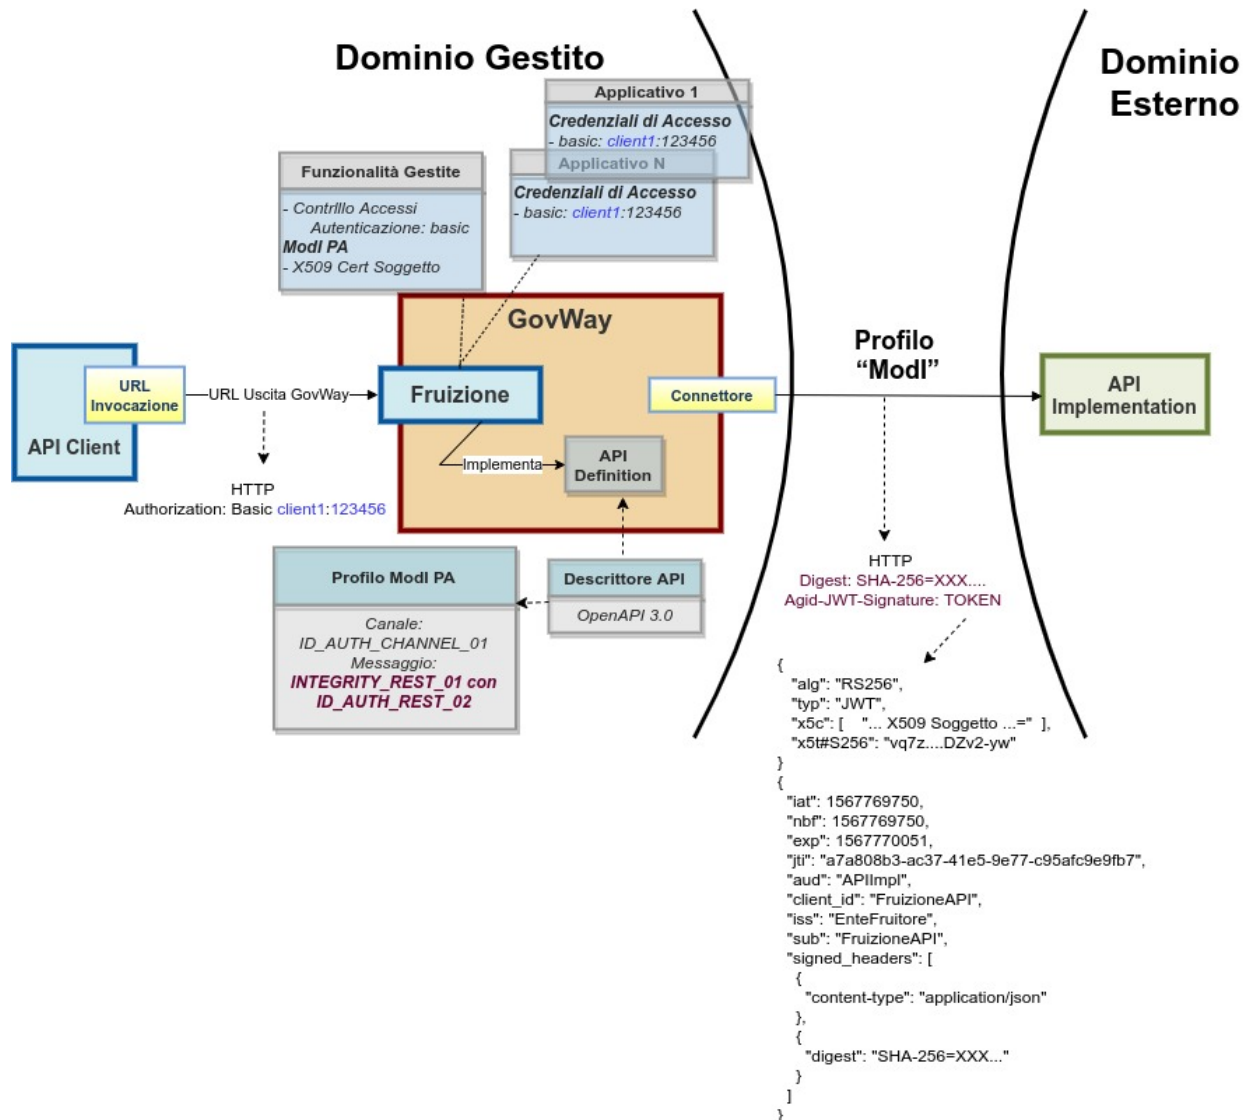 Dominio Gestito
Dominio
Esterno
Applicativo 1
Credenziali di Accesso
- basic: client1:123456
Applicativo N
Credenziali di Accesso
- basic: client1:123456
Funzionalità Gestite
- Contrlllo Accessi
Autenticazione: basic
ModI PA
- X509 Cert Soggetto
GovWay
API Client
URL
Invocazione
URL Uscita GovWay
Fruizione
Connettore
Profilo
“ModI”
API
Implementation
Implementa
API
Definition
HTTP
Authorization: Basic client1:123456
Profilo ModI PA
Canale:
ID_AUTH_CHANNEL_01
Messaggio:
INTEGRITY_REST_01 con
ID_AUTH_REST_02
Descrittore API
OpenAPI 3.0
HTTP
Digest: SHA-256=XXX....
Agid-JWT-Signature: TOKEN
{
"alg": "RS256",
"typ": "JWT",
"x5c": [ "... X509 Soggetto ...=" ],
"x5t#S256": "vq7z....DZv2-yw"
}
{
"iat": 1567769750,
"nbf": 1567769750,
"exp": 1567770051,
"jti": "a7a808b3-ac37-41e5-9e77-c95afc9e9fb7",
"aud": "APIImpl",
"client_id": "FruizioneAPI",
"iss": "EnteFruitore",
"sub": "FruizioneAPI",
"signed_headers": [
{
"content-type": "application/json"
},
{
"digest": "SHA-256=XXX..."
}
]
}